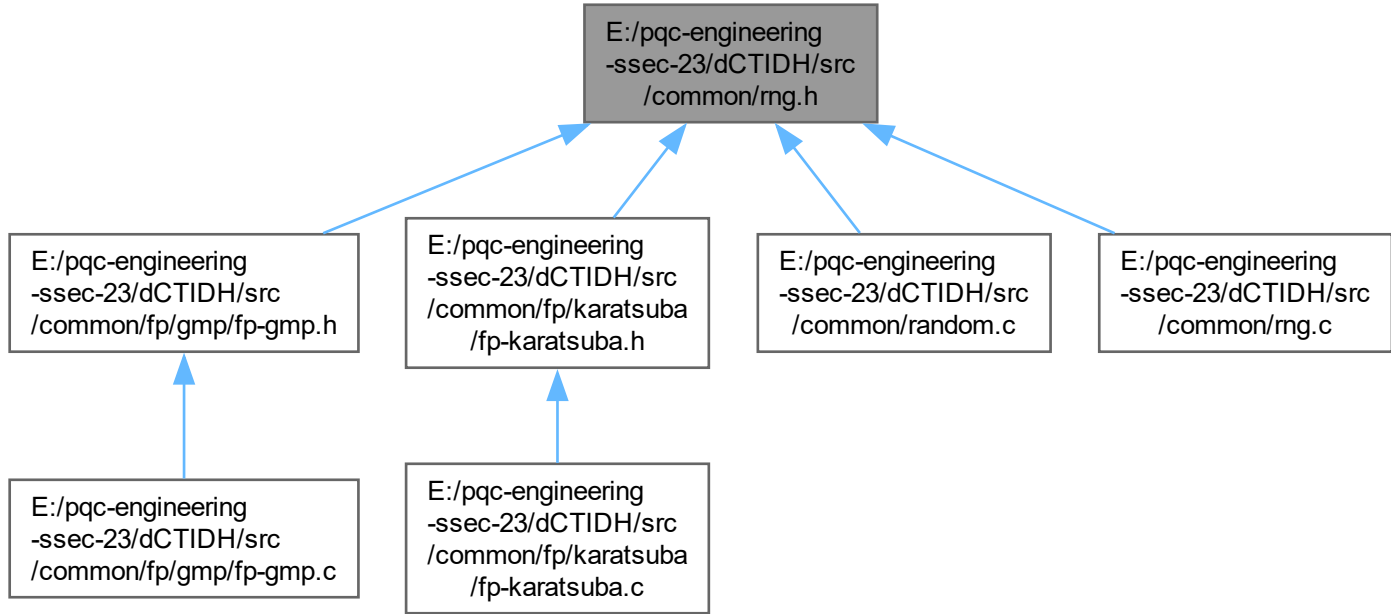 E:/pqc-engineering
-ssec-23/dCTIDH/src
/common/rng.h
E:/pqc-engineering
-ssec-23/dCTIDH/src
/common/fp/gmp/fp-gmp.h
E:/pqc-engineering
-ssec-23/dCTIDH/src
/common/fp/karatsuba
/fp-karatsuba.h
E:/pqc-engineering
-ssec-23/dCTIDH/src
/common/random.c
E:/pqc-engineering
-ssec-23/dCTIDH/src
/common/rng.c
E:/pqc-engineering
-ssec-23/dCTIDH/src
/common/fp/gmp/fp-gmp.c
E:/pqc-engineering
-ssec-23/dCTIDH/src
/common/fp/karatsuba
/fp-karatsuba.c